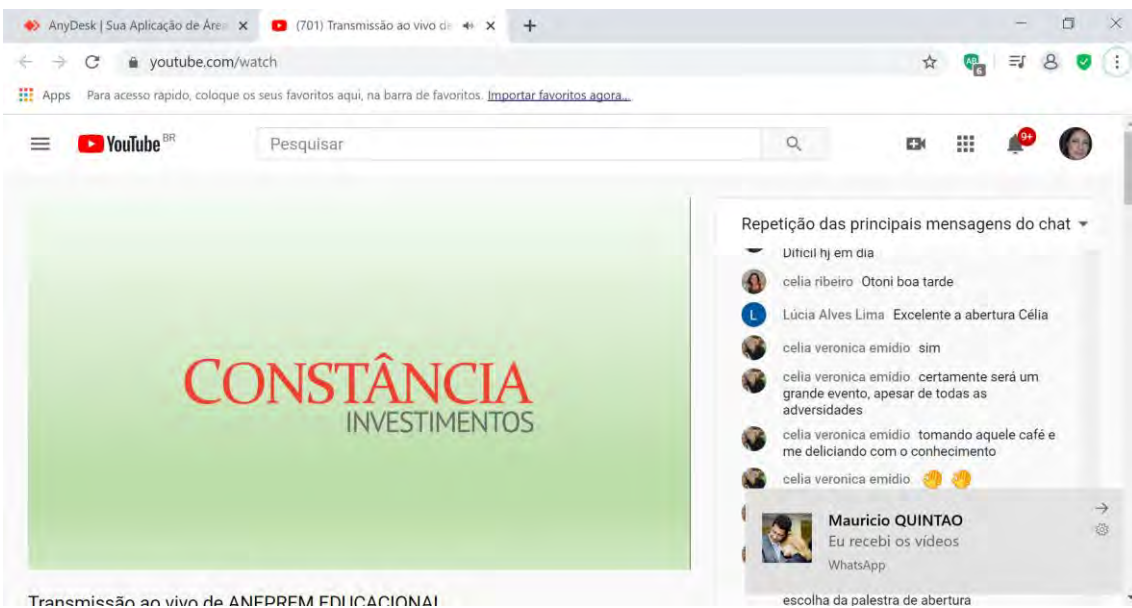 AnyDesk | Sua Aplicação de Área
(701) Transmissão ao vivo de
youtube.com/watch
AB
6
Apps Para acesso rápido, coloque os seus favoritos aqui, na barra de favoritos. Importar favoritos agora...
YouTube BR
Pesquisar
9+
CONSTÂNCIA
INVESTIMENTOS
Transmissão ao vivo de ANEPREM EDUCACIONAL
Repetição das principais mensagens do chat
Difícil hj em dia
celia ribeiro Otoni boa tarde
L Lúcia Alves Lima Excelente a abertura Célia
celia veronica emidio sim
celia veronica emidio certamente será um
grande evento, apesar de todas as
adversidades
celia veronica emidio tomando aquele café e
me deliciando com o conhecimento
celia veronica emidio 👏 👏
Mauricio QUINTAO
Eu recebi os vídeos
WhatsApp
escolha da palestra de abertura